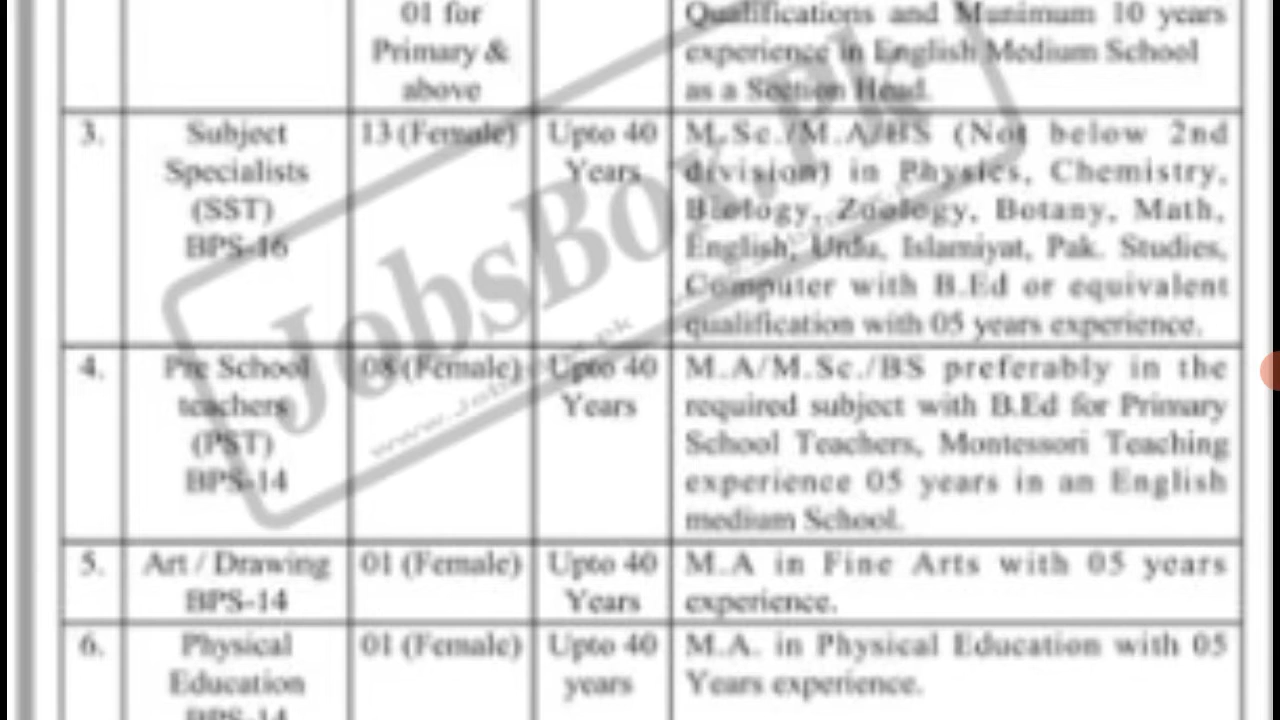 01 for
Primary &
above
Qualifications and Munimum 10 years
experience in English Medium School
as a Section Head.
3.
Subject
Specialists
(SST)
BPS-16
13 (Female)
Upto 40
Years
M.Sc./M.A/BS (Not below 2nd
division) in Physics, Chemistry,
Biology, Zoology, Botany, Math,
English, Urdu, Islamiyat, Pak. Studies,
Computer with B.Ed or equivalent
qualification with 05 years experience.
4.
Pre School
teachers
(PST)
BPS-14
08 (Female)
Upto 40
Years
M.A/M.Sc./BS preferably in the
required subject with B.Ed for Primary
School Teachers, Montessori Teaching
experience 05 years in an English
medium School.
5.
Art / Drawing
BPS-14
01 (Female)
Upto 40
Years
M.A in Fine Arts with 05 years
experience.
6.
Physical
Education
BPS-14
01 (Female)
Upto 40
years
M.A. in Physical Education with 05
Years experience.
JobsBox.Pk